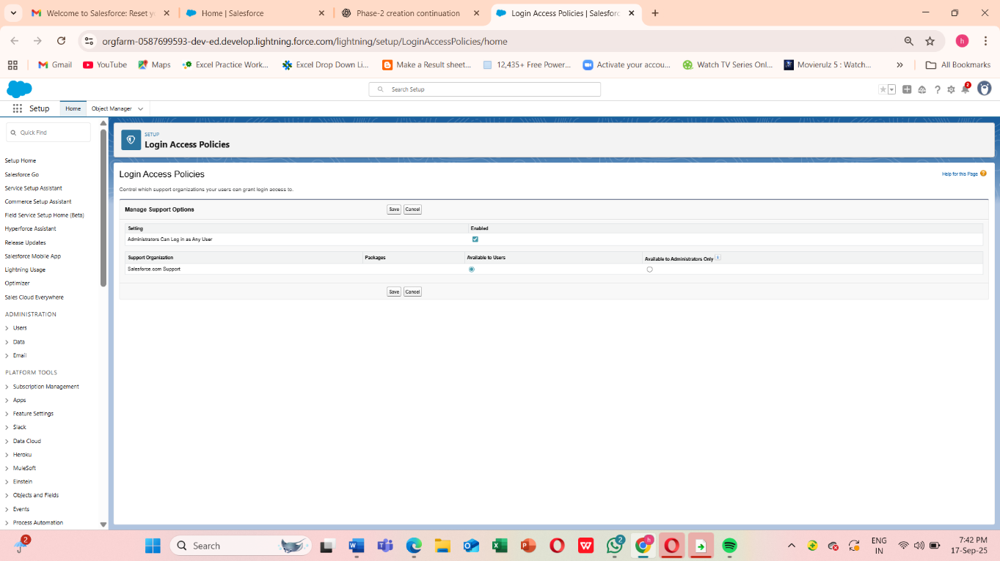 Welcome to Salesforce: Reset yo
Home | Salesforce
Phase-2 creation continuation
Login Access Policies | Salesforc
orgfarm-0587699593-dev-ed.develop.lightning.force.com/lightning/setup/LoginAccessPolicies/home
h
Gmail
YouTube
Maps
Excel Practice Work...
Excel Drop Down Li...
Make a Result sheet...
12,435+ Free Power...
Activate your accou...
Watch TV Series Onl...
Movierulz 5 : Watch...
All Bookmarks
Search Setup
2
Setup
Home
Object Manager
Quick Find
Setup Home
Salesforce Go
Service Setup Assistant
Commerce Setup Assistant
Field Service Setup Home (Beta)
Hyperforce Assistant
Release Updates
Salesforce Mobile App
Lightning Usage
Optimizer
Sales Cloud Everywhere
ADMINISTRATION
Users
Data
Email
PLATFORM TOOLS
Subscription Management
Apps
Feature Settings
Slack
Data Cloud
Heroku
MuleSoft
Einstein
Objects and Fields
Events
Process Automation
SETUP
Login Access Policies
Login Access Policies
Help for this Page
Control which support organizations your users can grant login access to.
Manage Support Options
Save
Cancel
Setting
Enabled
Administrators Can Log in as Any User
Support Organization
Packages
Available to Users
Available to Administrators Only
Salesforce.com Support
Save
Cancel
2
Search
2
h
ENG
IN
7:42 PM
17-Sep-25